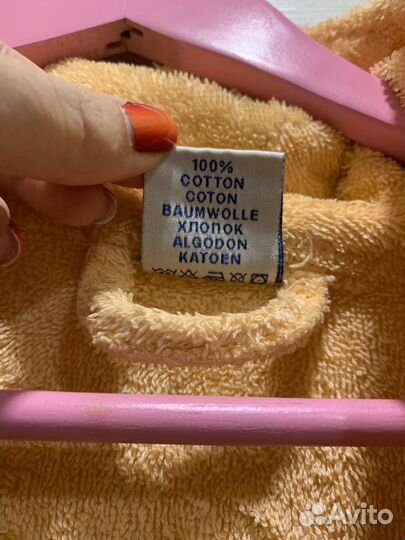 100%
COTTON
COTON
BAUMWOLLE
ХЛОПОК
ALGODON
KATOEN
Avito